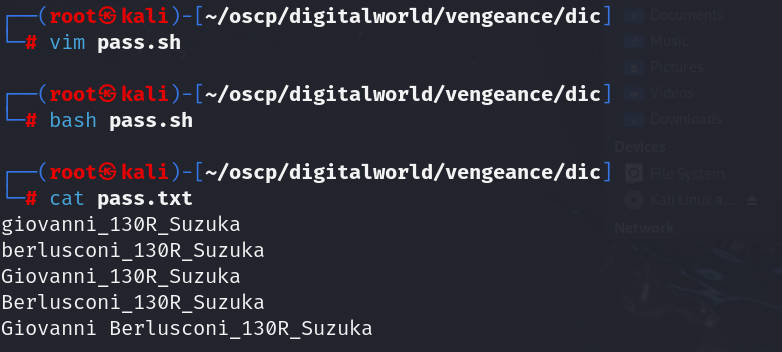 ┌──(root㉿kali)-[~/oscp/digitalworld/vengeance/dic]
└─# vim pass.sh
┌──(root㉿kali)-[~/oscp/digitalworld/vengeance/dic]
└─# bash pass.sh
┌──(root㉿kali)-[~/oscp/digitalworld/vengeance/dic]
└─# cat pass.txt
giovanni_130R_Suzuka
berlusconi_130R_Suzuka
Giovanni_130R_Suzuka
Berlusconi_130R_Suzuka
Giovanni Berlusconi_130R_Suzuka
Documents
Music
Pictures
Videos
Downloads
Devices
File System
Kali Linux a...
Network